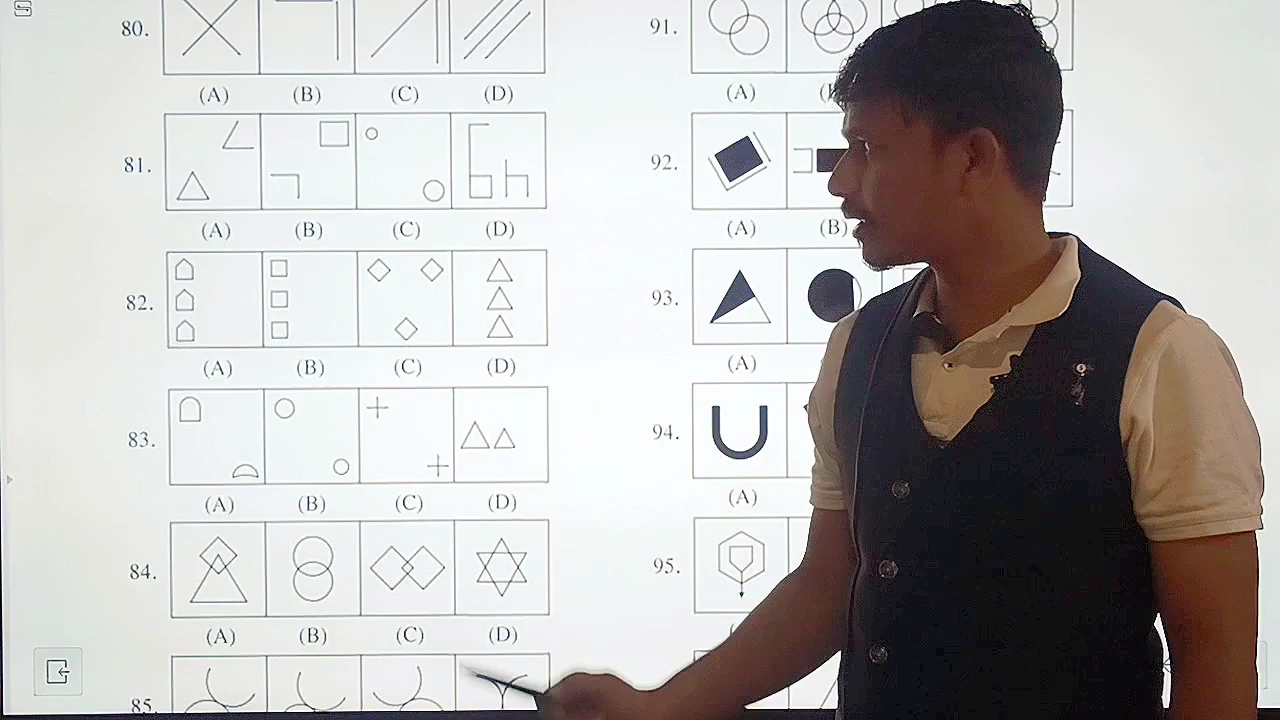 80.
(A) (B) (C) (D)
81.
(A) (B) (C) (D)
82.
(A) (B) (C) (D)
83.
(A) (B) (C) (D)
84.
(A) (B) (C) (D)
85.
91.
(A)
92.
(A) (B)
93.
(A)
94.
(A)
95.